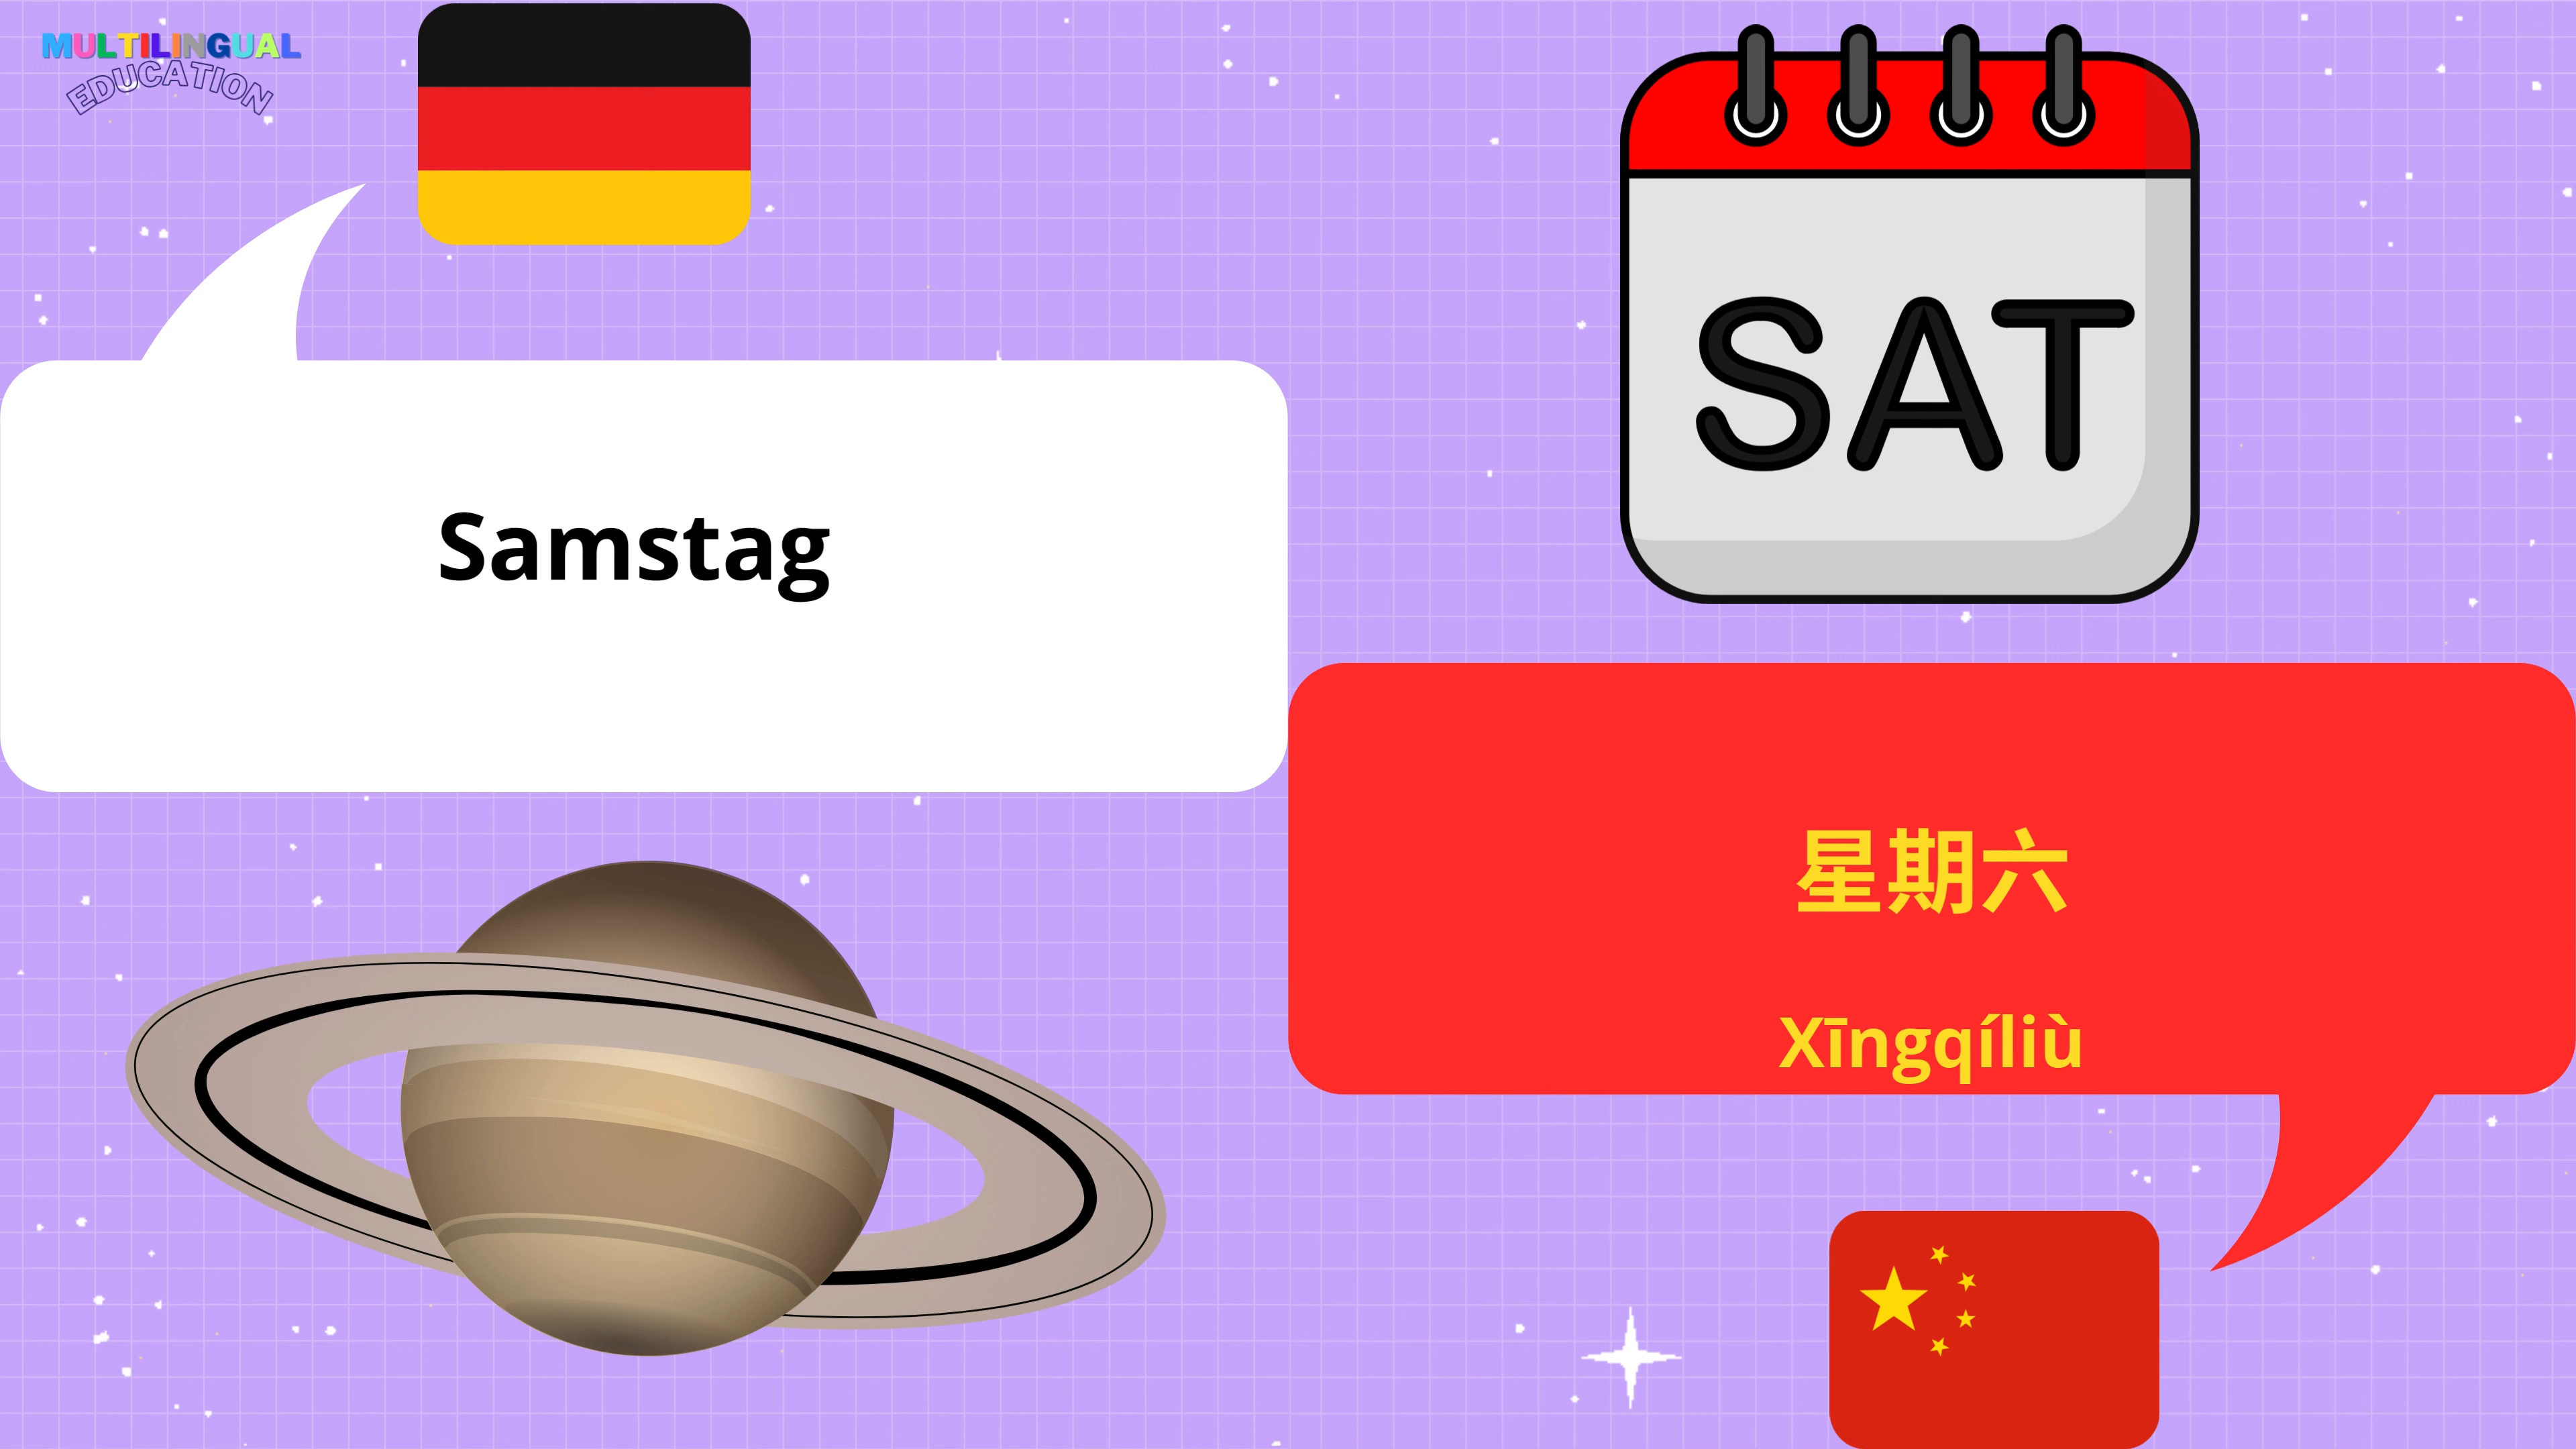 MULTILINGUAL
EDUCATION
SAT
Samstag
星期六
Xīngqíliù